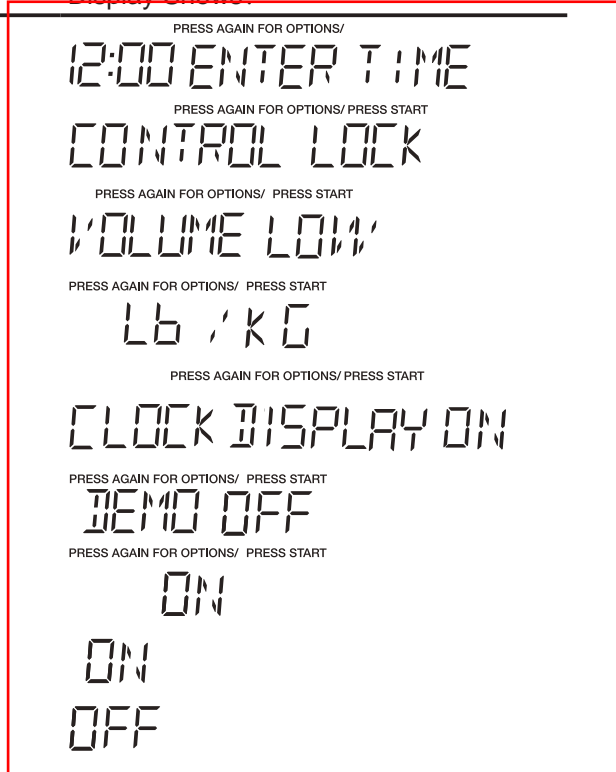 Display Shows:
PRESS AGAIN FOR OPTIONS/
12:00 ENTER TIME
PRESS AGAIN FOR OPTIONS/ PRESS START
CONTROL LOCK
PRESS AGAIN FOR OPTIONS/ PRESS START
VOLUME LOW
PRESS AGAIN FOR OPTIONS/ PRESS START
Lb / KG
PRESS AGAIN FOR OPTIONS/ PRESS START
CLOCK DISPLAY ON
PRESS AGAIN FOR OPTIONS/ PRESS START
DEMO OFF
PRESS AGAIN FOR OPTIONS/ PRESS START
ON
ON
OFF